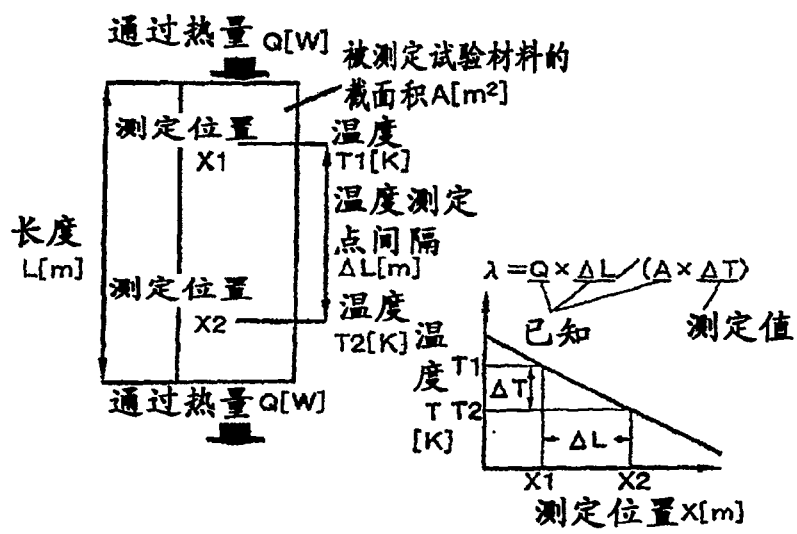 通过热量 Q[W]
被测定试验材料的
截面积A[m²]
测定位置
X1
温度
T1[K]
温度测定
点间隔
ΔL[m]
长度
L[m]
测定位置
X2
温度
T2[K]
通过热量Q[W]
λ=Q×ΔL/(A×ΔT)
已知
测定值
温
度
T
[K]
T1
ΔT
T2
ΔL
X1 X2
测定位置X[m]